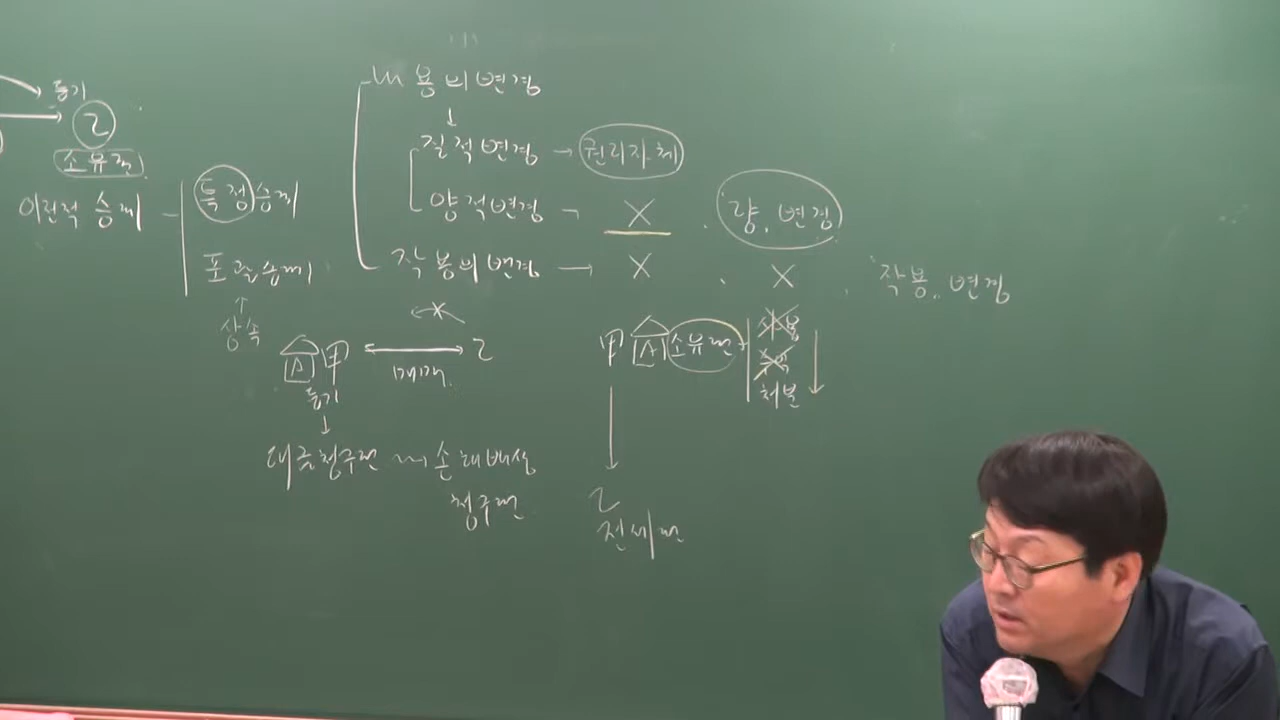 등기
乙
소유권
이전적 승계
특정승계
포괄승계
↑
상속
내용의 변경
↓
질적변경 → 권리자체
양적변경 → X . 량. 변경
작용의 변경 → X . X . 작용. 변경
A 甲 ↔ 乙
매매
등기
↓
대금청구권 손해배상
청구권
甲 A 소유권
사용
처분
乙
전세권